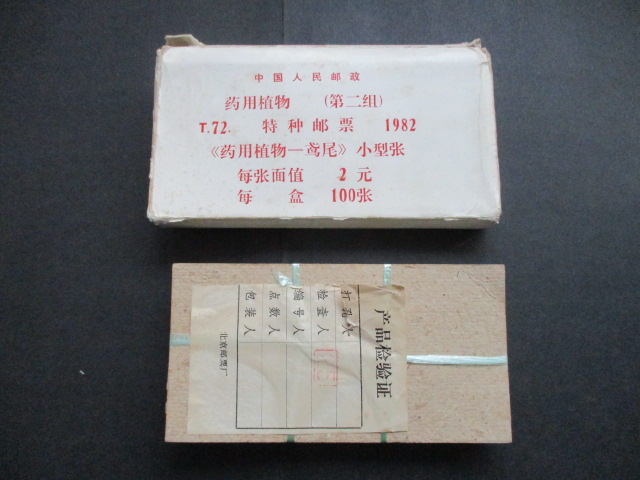 中国人民邮政
药用植物 (第二组)
T.72. 特种邮票 1982
《药用植物—鸢尾》小型张
每张面值 2元
每 盒 100张
产品检验证
打孔人
检查人
编号人
点数人
包装人
北京邮票厂